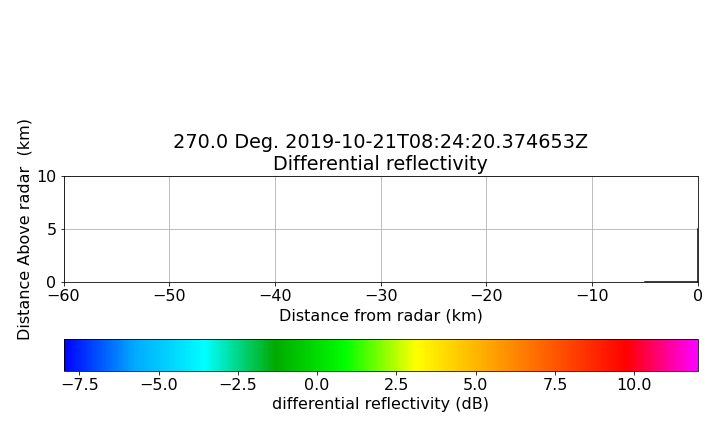 270.0 Deg. 2019-10-21T08:24:20.374653Z
Differential reflectivity
Distance Above radar  (km)
10
5
0
−60 −50 −40 −30 −20 −10 0
Distance from radar (km)
−7.5 −5.0 −2.5 0.0 2.5 5.0 7.5 10.0
differential reflectivity (dB)